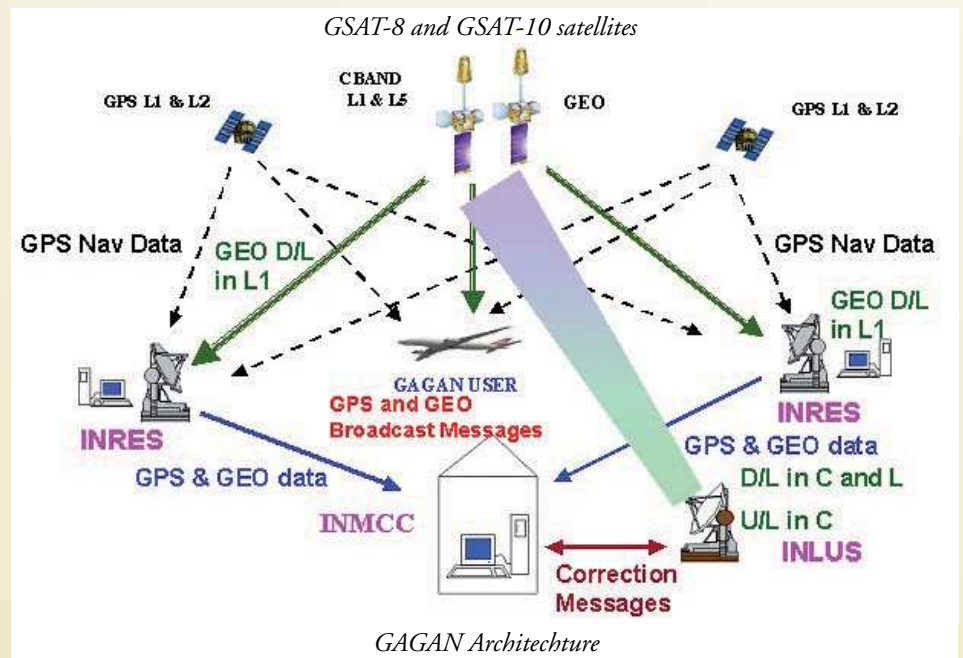 GSAT-8 and GSAT-10 satellites
CBAND
L1 & L5
GEO
GPS L1 & L2
GPS L1 & L2
GPS Nav Data
GEO D/L
in L1
GPS Nav Data
GEO D/L
in L1
GAGAN USER
GPS and GEO
Broadcast Messages
INRES
INRES
GPS & GEO data
GPS & GEO data
D/L in C and L
U/L in C
INMCC
INLUS
Correction
Messages
GAGAN Architechture